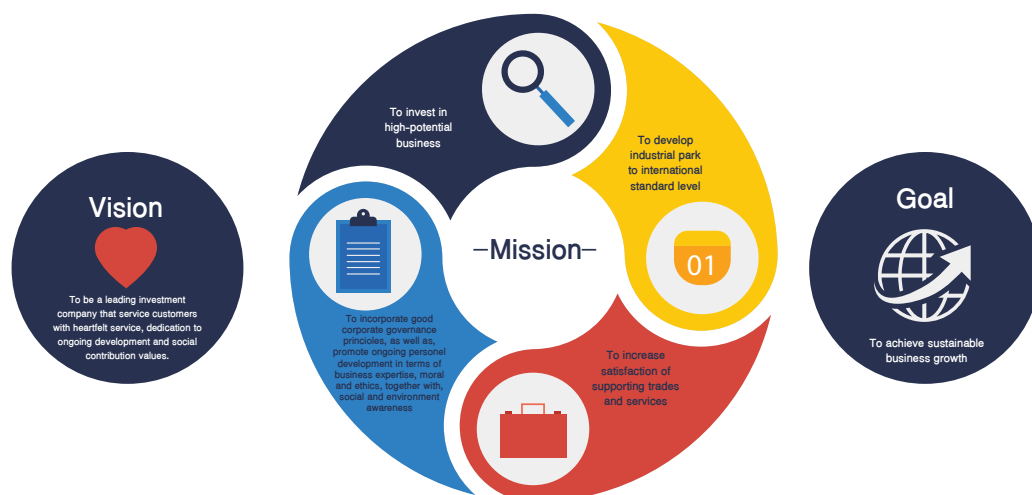 Vision
To be a leading investment
company that service customers
with heartfelt service, dedication to
ongoing development and social
contribution values.
To invest in
high-potential
business
To develop
industrial park
to international
standard level
01
–Mission–
To increase
satisfaction of
supporting trades
and services
To incorporate good
corporate governance
princioles, as well as,
promote ongoing personel
development in terms of
business expertise, moral
and ethics, together with,
social and environment
awareness
Goal
To achieve sustainable
business growth